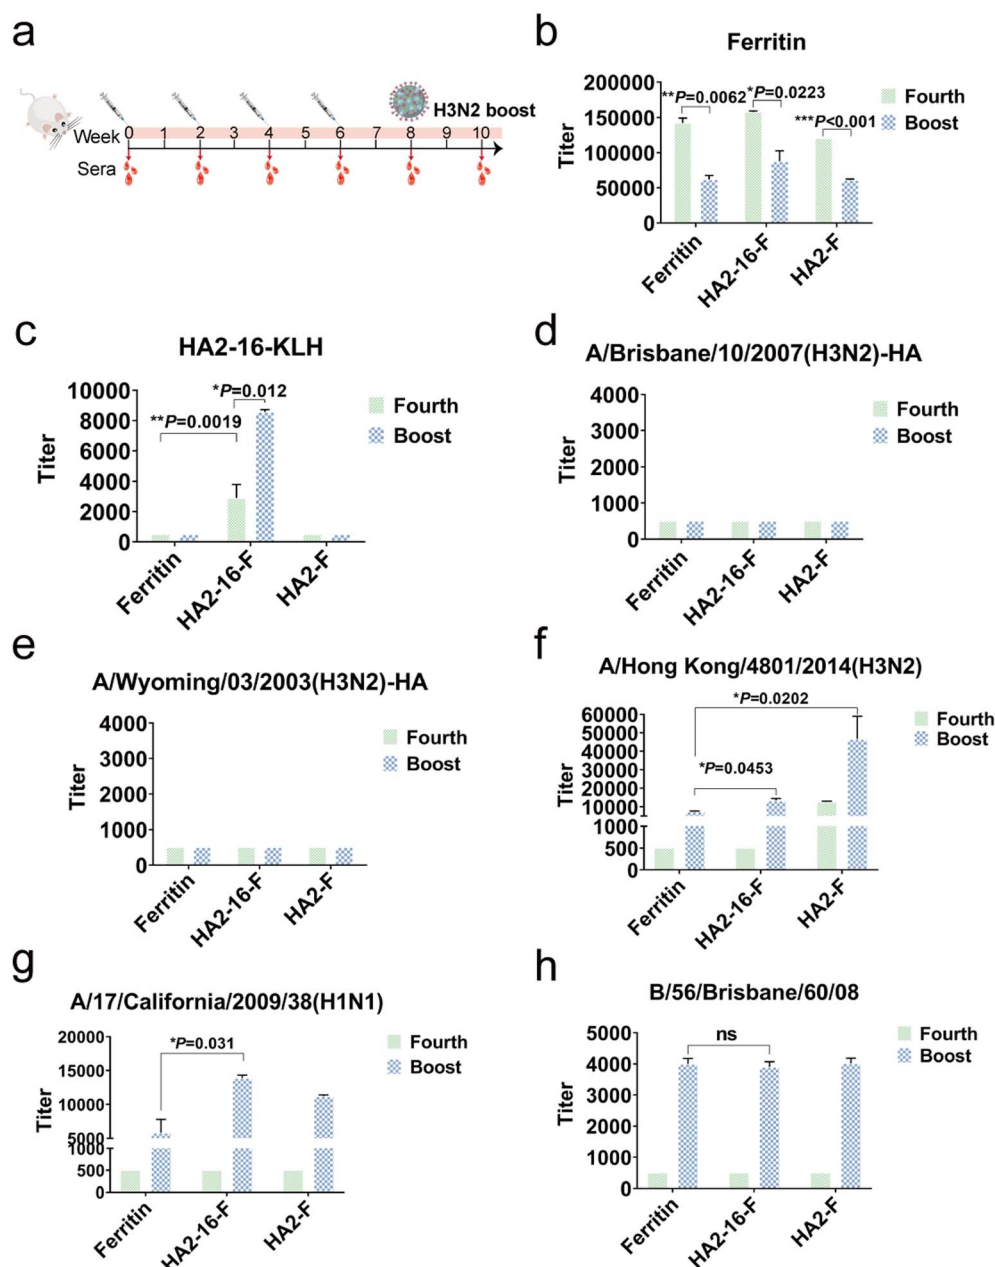 a
H3N2 boost
Week 0 1 2 3 4 5 6 7 8 9 10
Sera
b
Ferritin
Titer
200000
150000
100000
50000
0
**P=0.0062
*P=0.0223
***P<0.001
Fourth
Boost
Ferritin
HA2-16-F
HA2-F
c
HA2-16-KLH
Titer
10000
8000
6000
4000
2000
0
*P=0.012
**P=0.0019
Fourth
Boost
Ferritin
HA2-16-F
HA2-F
d
A/Brisbane/10/2007(H3N2)-HA
Titer
4000
3000
2000
1000
0
Fourth
Boost
Ferritin
HA2-16-F
HA2-F
e
A/Wyoming/03/2003(H3N2)-HA
Titer
4000
3000
2000
1000
0
Fourth
Boost
Ferritin
HA2-16-F
HA2-F
f
A/Hong Kong/4801/2014(H3N2)
Titer
60000
50000
40000
30000
20000
10000
1000
500
0
*P=0.0202
*P=0.0453
Fourth
Boost
Ferritin
HA2-16-F
HA2-F
g
A/17/California/2009/38(H1N1)
Titer
20000
15000
10000
5000
1000
500
0
*P=0.031
Fourth
Boost
Ferritin
HA2-16-F
HA2-F
h
B/56/Brisbane/60/08
Titer
5000
4000
3000
2000
1000
0
ns
Fourth
Boost
Ferritin
HA2-16-F
HA2-F